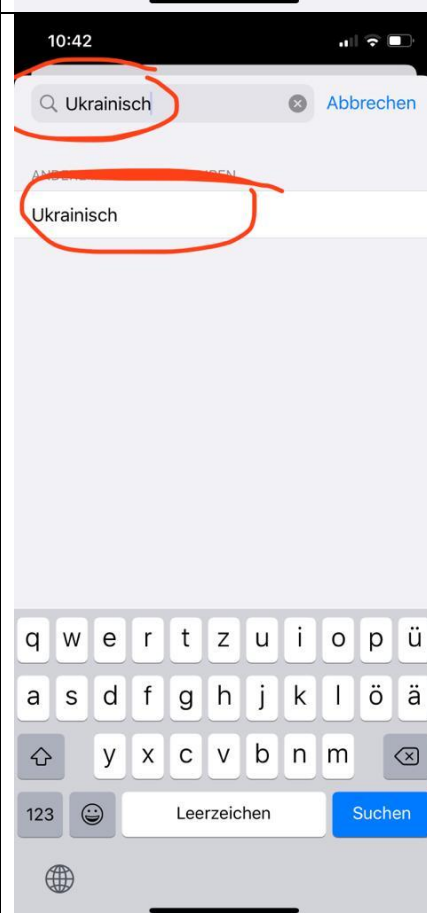 10:42
Ukrainisch
Abbrechen
Ukrainisch
q w e r t z u i o p ü
a s d f g h j k l ö ä
y x c v b n m
123
Leerzeichen
Suchen